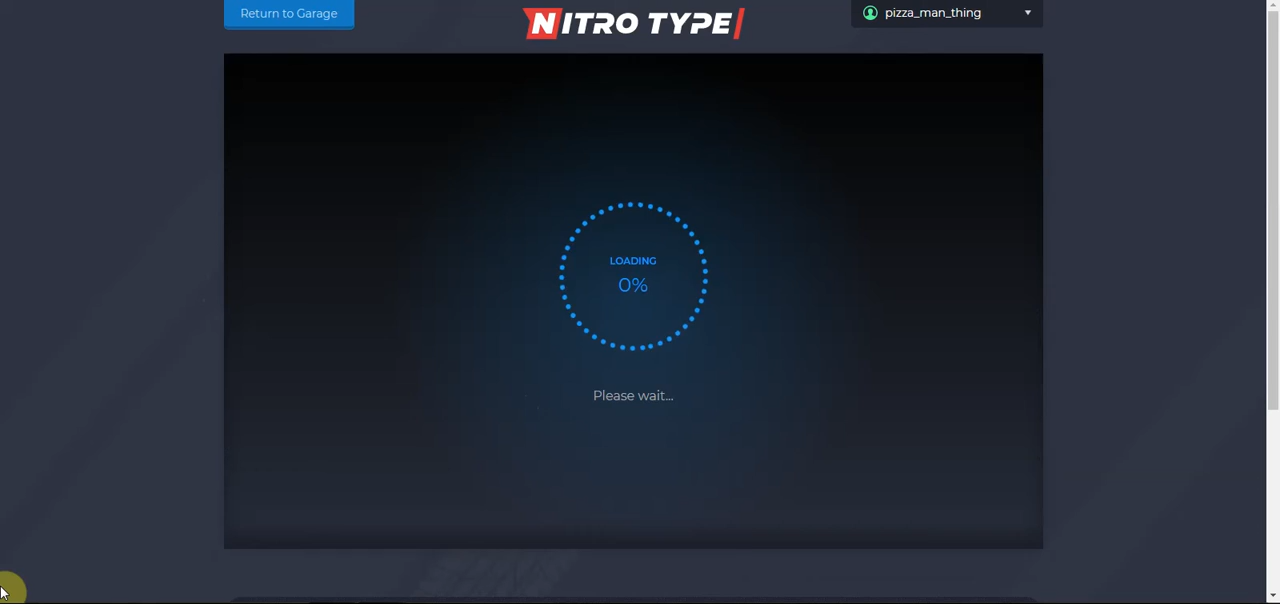 Return to Garage
NITRO TYPE
pizza_man_thing
LOADING
0%
Please wait...